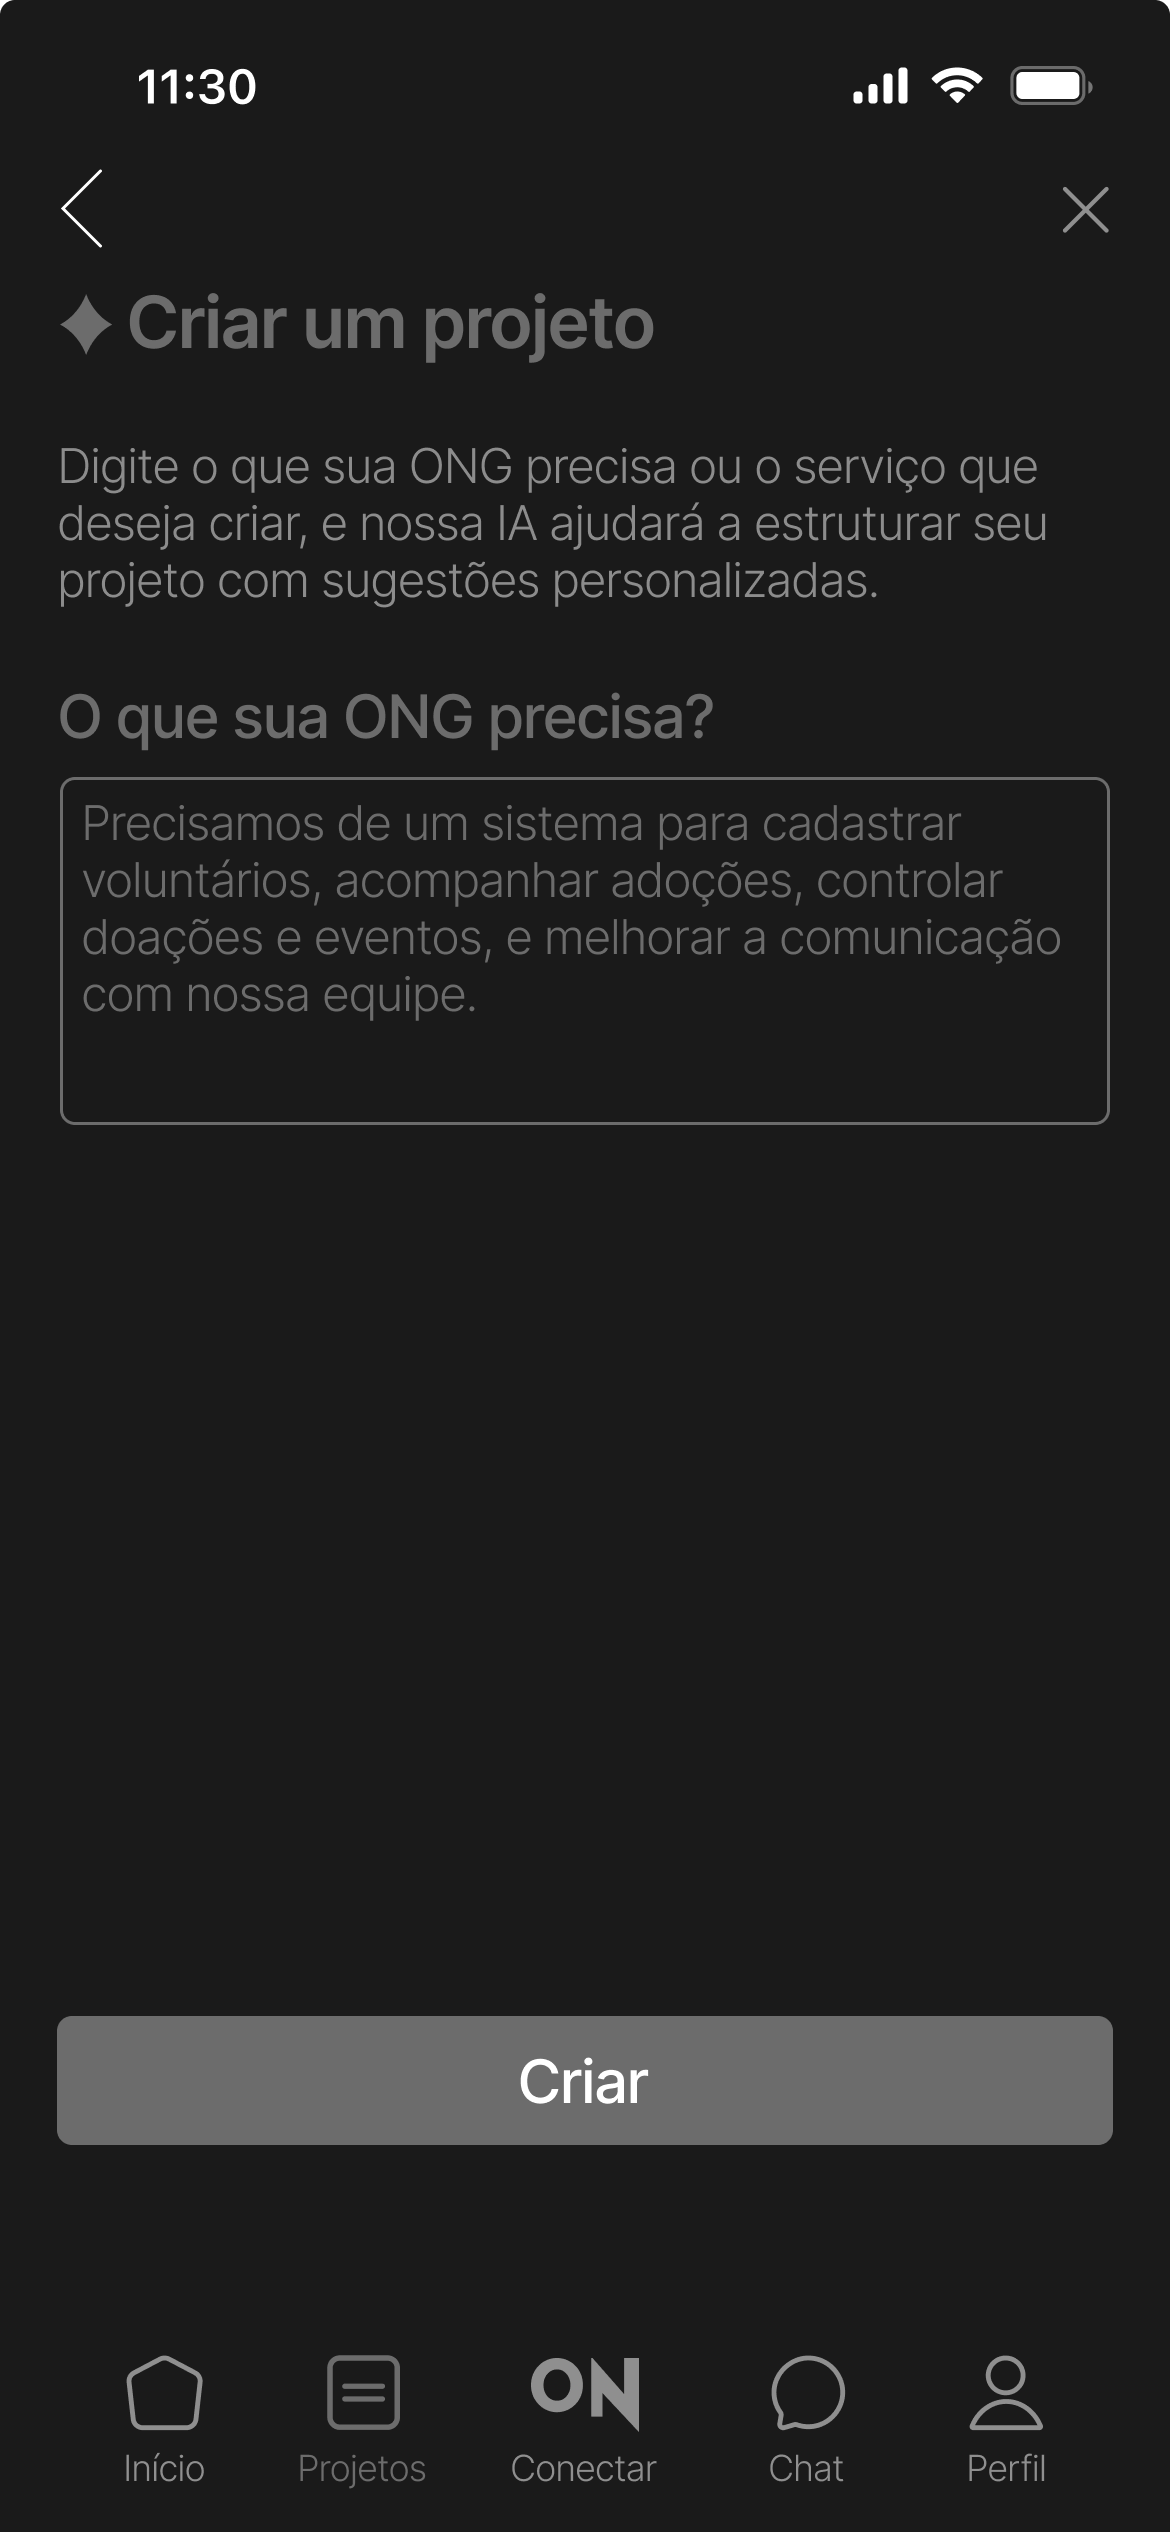 11:30
Criar um projeto
Digite o que sua ONG precisa ou o serviço que
deseja criar, e nossa IA ajudará a estruturar seu
projeto com sugestões personalizadas.
O que sua ONG precisa?
Precisamos de um sistema para cadastrar
voluntários, acompanhar adoções, controlar
doações e eventos, e melhorar a comunicação
com nossa equipe.
Criar
ON
Início
Projetos
Conectar
Chat
Perfil